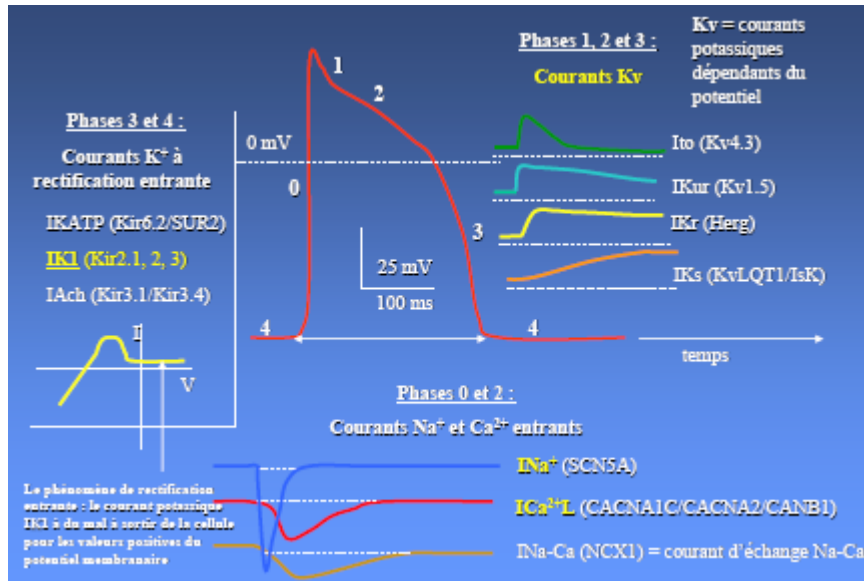 Phases 3 et 4 :
Courants K+ à
rectification entrante
IKATP (Kir6.2/SUR2)
IK1 (Kir2.1, 2, 3)
IAch (Kir3.1/Kir3.4)
I
V
Le phénomène de rectification
entrante : le courant potassique
IK1 à du mal à sortir de la cellule
pour les valeurs positives du
potentiel membranaire
0 mV
0
1
2
3
4
4
25 mV
100 ms
temps
Phases 1, 2 et 3 :
Courants Kv
Kv = courants
potassiques
dépendants du
potentiel
Ito (Kv4.3)
IKur (Kv1.5)
IKr (Herg)
IKs (KvLQT1/IsK)
Phases 0 et 2 :
Courants Na+ et Ca2+ entrants
INa+ (SCN5A)
ICa2+L (CACNA1C/CACNA2/CANB1)
INa-Ca (NCX1) = courant d'échange Na-Ca